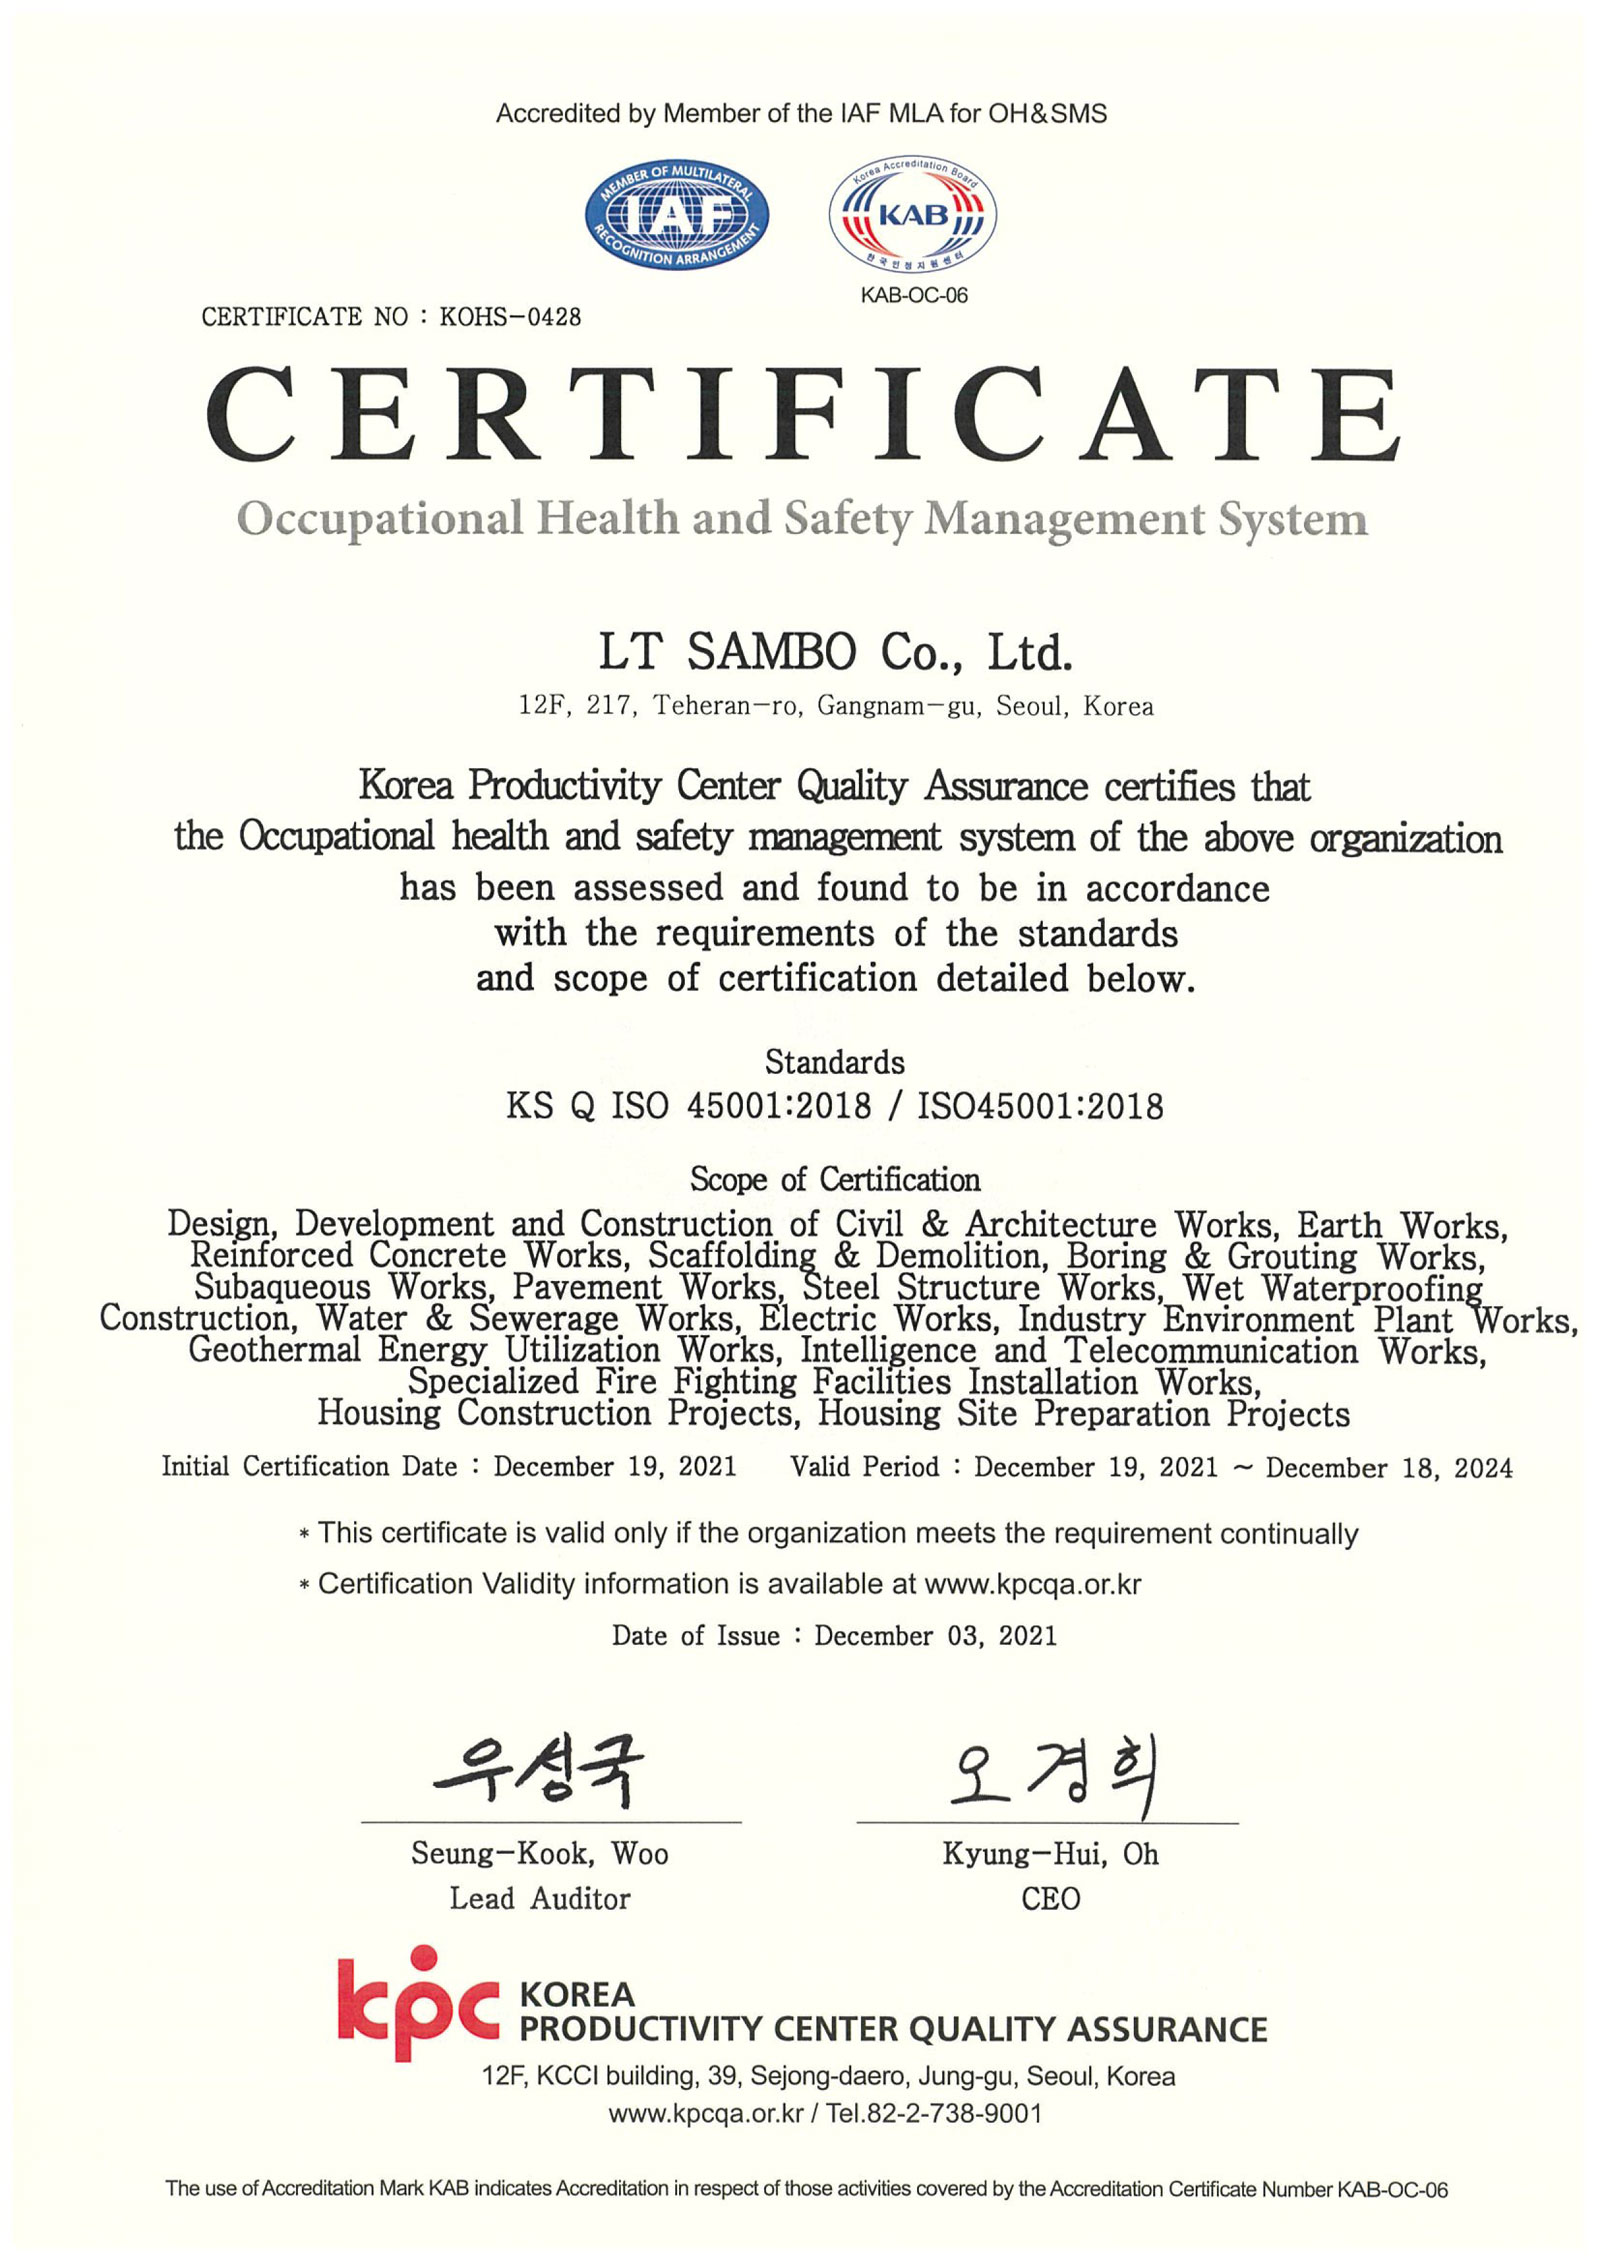 Accredited by Member of the IAF MLA for OH&SMS
MEMBER OF MULTILATERAL
IAF
RECOGNITION ARRANGEMENT
Korea Accreditation Board
KAB
한국인정지원센터
KAB-OC-06
CERTIFICATE NO : KOHS-0428
CERTIFICATE
Occupational Health and Safety Management System
LT SAMBO Co., Ltd.
12F, 217, Teheran-ro, Gangnam-gu, Seoul, Korea
Korea Productivity Center Quality Assurance certifies that
the Occupational health and safety management system of the above organization
has been assessed and found to be in accordance
with the requirements of the standards
and scope of certification detailed below.
Standards
KS Q ISO 45001:2018 / ISO45001:2018
Scope of Certification
Design, Development and Construction of Civil & Architecture Works, Earth Works,
Reinforced Concrete Works, Scaffolding & Demolition, Boring & Grouting Works,
Subaqueous Works, Pavement Works, Steel Structure Works, Wet Waterproofing
Construction, Water & Sewerage Works, Electric Works, Industry Environment Plant Works,
Geothermal Energy Utilization Works, Intelligence and Telecommunication Works,
Specialized Fire Fighting Facilities Installation Works,
Housing Construction Projects, Housing Site Preparation Projects
Initial Certification Date : December 19, 2021 Valid Period : December 19, 2021 ~ December 18, 2024
* This certificate is valid only if the organization meets the requirement continually
* Certification Validity information is available at www.kpcqa.or.kr
Date of Issue : December 03, 2021
우성국 오경희
Seung-Kook, Woo Kyung-Hui, Oh
Lead Auditor CEO
kpc KOREA
PRODUCTIVITY CENTER QUALITY ASSURANCE
12F, KCCI building, 39, Sejong-daero, Jung-gu, Seoul, Korea
www.kpcqa.or.kr / Tel.82-2-738-9001
The use of Accreditation Mark KAB indicates Accreditation in respect of those activities covered by the Accreditation Certificate Number KAB-OC-06